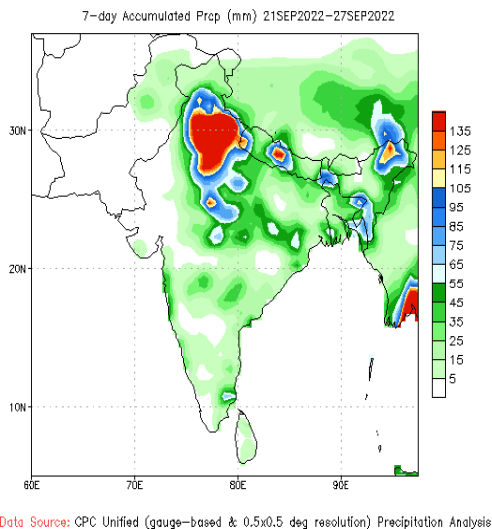 7-day Accumulated Prcp (mm) 21SEP2022-27SEP2022
30N
20N
10N
60E
70E
80E
90E
135
125
115
105
95
85
75
65
55
45
35
25
15
5
Data Source: CPC Unified (gauge-based & 0.5x0.5 deg resolution) Precipitation Analysis